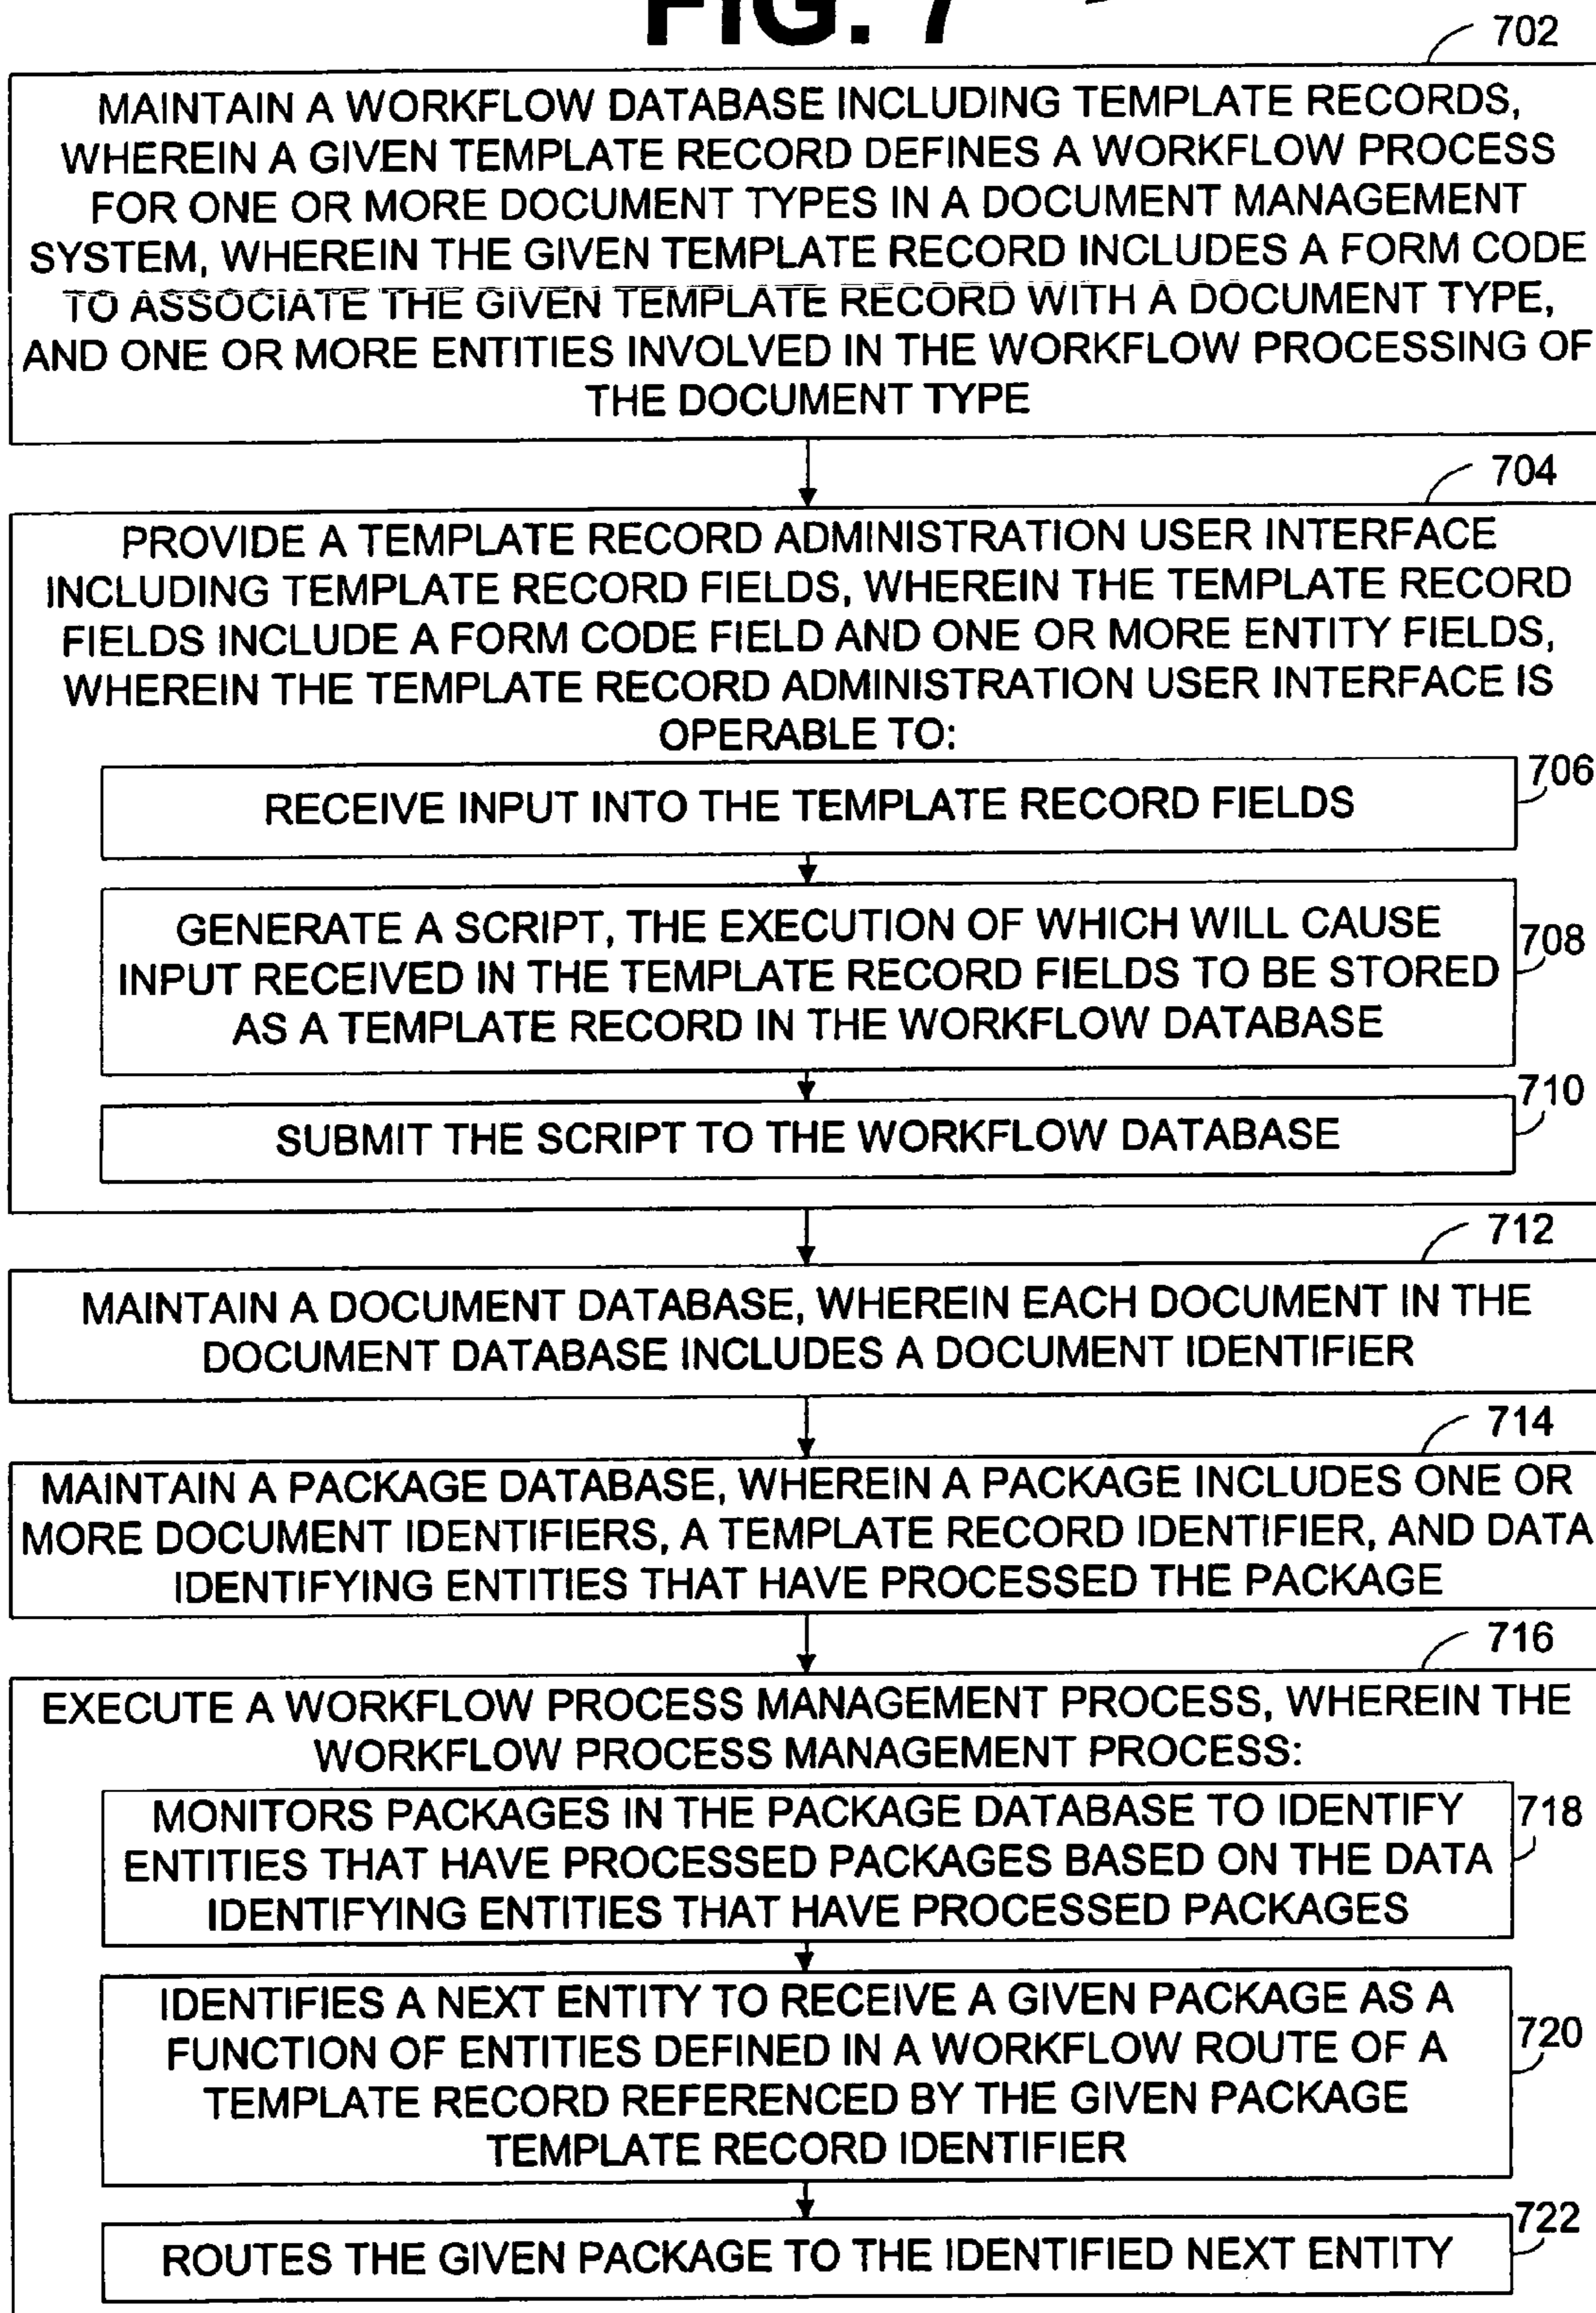 FIG. 7
702
MAINTAIN A WORKFLOW DATABASE INCLUDING TEMPLATE RECORDS,
WHEREIN A GIVEN TEMPLATE RECORD DEFINES A WORKFLOW PROCESS
FOR ONE OR MORE DOCUMENT TYPES IN A DOCUMENT MANAGEMENT
SYSTEM, WHEREIN THE GIVEN TEMPLATE RECORD INCLUDES A FORM CODE
TO ASSOCIATE THE GIVEN TEMPLATE RECORD WITH A DOCUMENT TYPE,
AND ONE OR MORE ENTITIES INVOLVED IN THE WORKFLOW PROCESSING OF
THE DOCUMENT TYPE
704
PROVIDE A TEMPLATE RECORD ADMINISTRATION USER INTERFACE
INCLUDING TEMPLATE RECORD FIELDS, WHEREIN THE TEMPLATE RECORD
FIELDS INCLUDE A FORM CODE FIELD AND ONE OR MORE ENTITY FIELDS,
WHEREIN THE TEMPLATE RECORD ADMINISTRATION USER INTERFACE IS
OPERABLE TO:
706
RECEIVE INPUT INTO THE TEMPLATE RECORD FIELDS
GENERATE A SCRIPT, THE EXECUTION OF WHICH WILL CAUSE
708
INPUT RECEIVED IN THE TEMPLATE RECORD FIELDS TO BE STORED
AS A TEMPLATE RECORD IN THE WORKFLOW DATABASE
710
SUBMIT THE SCRIPT TO THE WORKFLOW DATABASE
712
MAINTAIN A DOCUMENT DATABASE, WHEREIN EACH DOCUMENT IN THE
DOCUMENT DATABASE INCLUDES A DOCUMENT IDENTIFIER
714
MAINTAIN A PACKAGE DATABASE, WHEREIN A PACKAGE INCLUDES ONE OR
MORE DOCUMENT IDENTIFIERS, A TEMPLATE RECORD IDENTIFIER, AND DATA
IDENTIFYING ENTITIES THAT HAVE PROCESSED THE PACKAGE
716
EXECUTE A WORKFLOW PROCESS MANAGEMENT PROCESS, WHEREIN THE
WORKFLOW PROCESS MANAGEMENT PROCESS:
MONITORS PACKAGES IN THE PACKAGE DATABASE TO IDENTIFY
718
ENTITIES THAT HAVE PROCESSED PACKAGES BASED ON THE DATA
IDENTIFYING ENTITIES THAT HAVE PROCESSED PACKAGES
IDENTIFIES A NEXT ENTITY TO RECEIVE A GIVEN PACKAGE AS A
720
FUNCTION OF ENTITIES DEFINED IN A WORKFLOW ROUTE OF A
TEMPLATE RECORD REFERENCED BY THE GIVEN PACKAGE
TEMPLATE RECORD IDENTIFIER
722
ROUTES THE GIVEN PACKAGE TO THE IDENTIFIED NEXT ENTITY